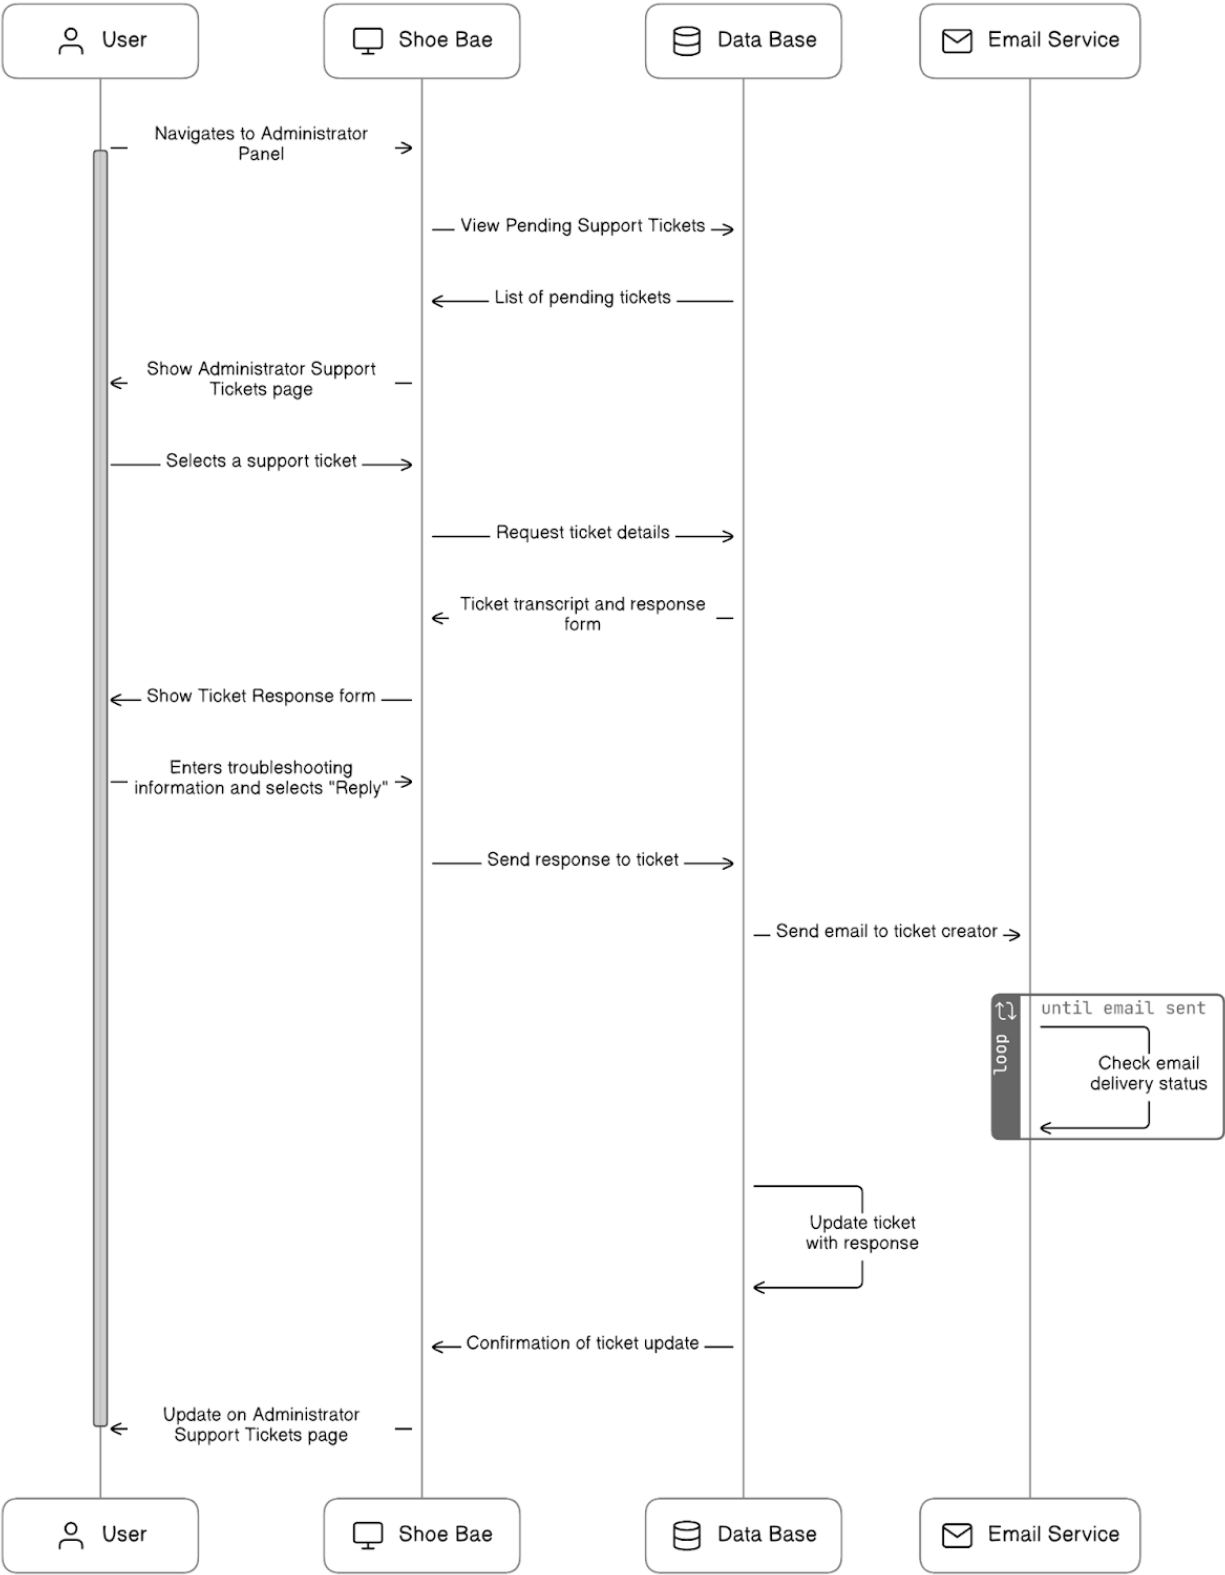 User
Shoe Bae
Data Base
Email Service
Navigates to Administrator
Panel
View Pending Support Tickets
List of pending tickets
Show Administrator Support
Tickets page
Selects a support ticket
Request ticket details
Ticket transcript and response
form
Show Ticket Response form
Enters troubleshooting
information and selects "Reply"
Send response to ticket
Send email to ticket creator
loop
until email sent
Check email
delivery status
Update ticket
with response
Confirmation of ticket update
Update on Administrator
Support Tickets page
User
Shoe Bae
Data Base
Email Service